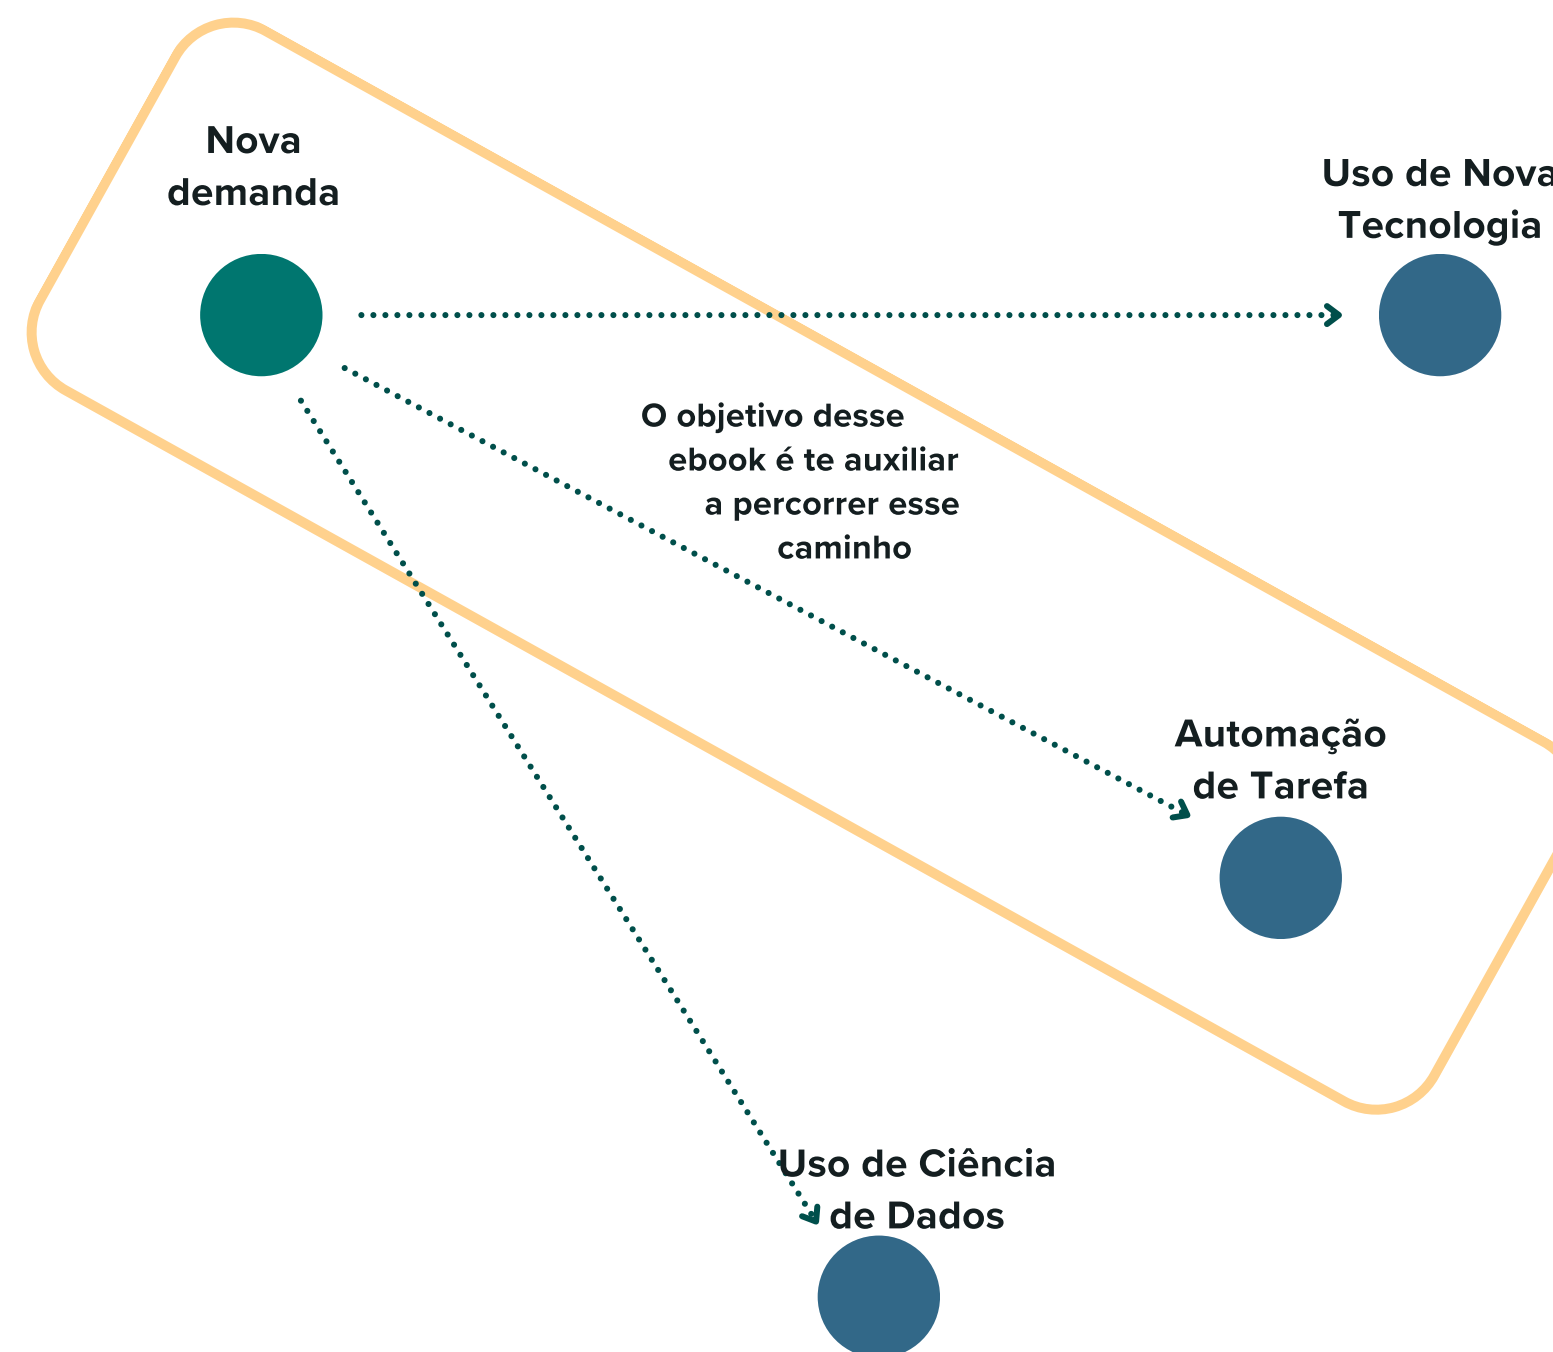 Nova
demanda
Uso de Nova
Tecnologia
O objetivo desse
ebook é te auxiliar
a percorrer esse
caminho
Automação
de Tarefa
Uso de Ciência
de Dados